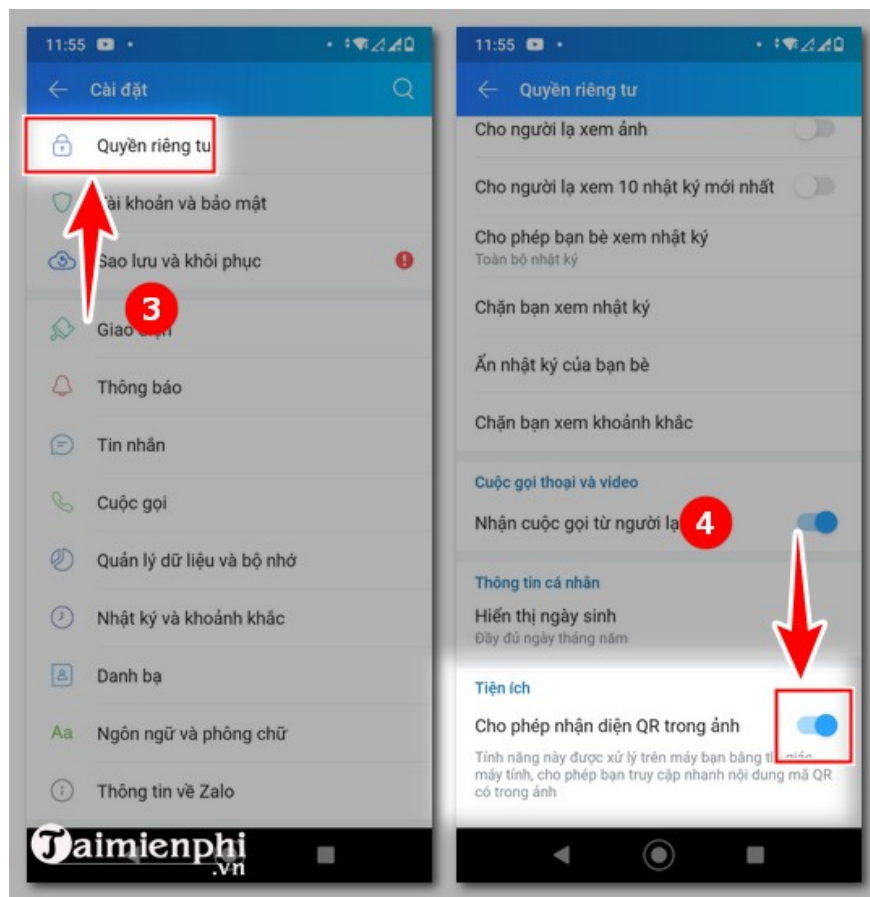 11:55
Cài đặt
Quyền riêng tư
Tài khoản và bảo mật
Sao lưu và khôi phục
3
Giao diện
Thông báo
Tin nhắn
Cuộc gọi
Quản lý dữ liệu và bộ nhớ
Nhật ký và khoảnh khắc
Danh bạ
Aa Ngôn ngữ và phông chữ
Thông tin về Zalo
Taimienphi
.vn
11:55
Quyền riêng tư
Cho người lạ xem ảnh
Cho người lạ xem 10 nhật ký mới nhất
Cho phép bạn bè xem nhật ký
Toàn bộ nhật ký
Chặn bạn xem nhật ký
Ẩn nhật ký của bạn bè
Chặn bạn xem khoảnh khắc
Cuộc gọi thoại và video
Nhận cuộc gọi từ người lạ
4
Thông tin cá nhân
Hiển thị ngày sinh
Đầy đủ ngày tháng năm
Tiện ích
Cho phép nhận diện QR trong ảnh
Tính năng này được xử lý trên máy bạn bằng thị giác
máy tính, cho phép bạn truy cập nhanh nội dung mã QR
có trong ảnh